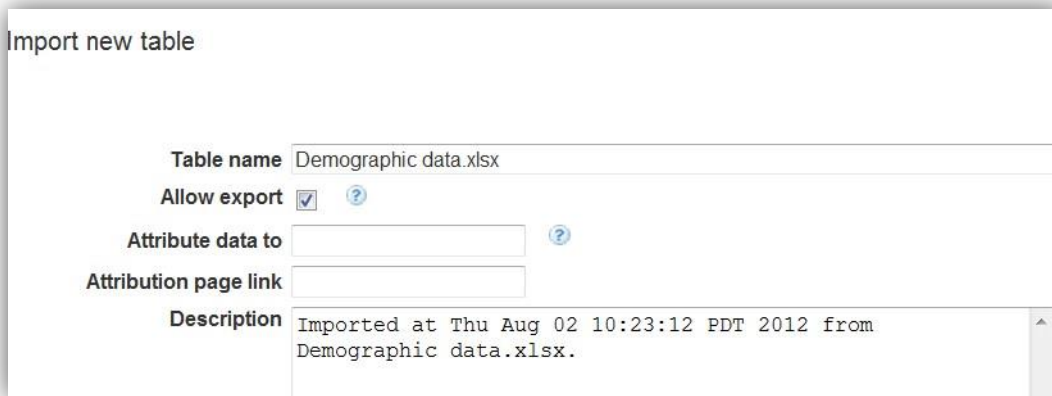 Import new table
Table name Demographic data.xlsx
Allow export ?
Attribute data to ?
Attribution page link
Description Imported at Thu Aug 02 10:23:12 PDT 2012 from
Demographic data.xlsx.